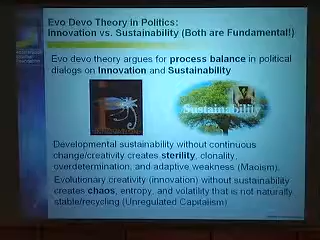 Evo Devo Theory in Politics:
Innovation vs. Sustainability (Both are Fundamental!)
Evo devo theory argues for process balance in political
dialogs on Innovation and Sustainability
Sustainability
Developmental sustainability without continuous
change/creativity creates sterility, clonality,
overdetermination, and adaptive weakness (Maoism).
Evolutionary creativity (innovation) without sustainability
creates chaos, entropy, and volatility that is not naturally
stable/recycling (Unregulated Capitalism)